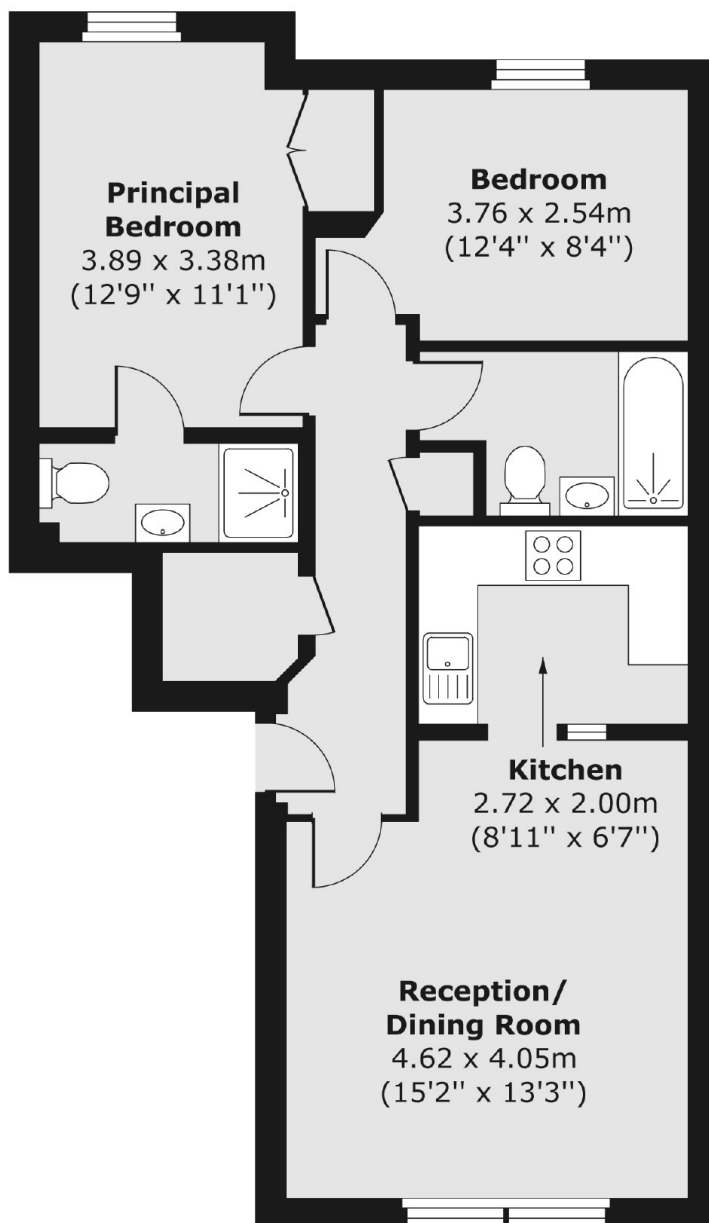 Principal
Bedroom
3.89 x 3.38m
(12'9" x 11'1")
Bedroom
3.76 x 2.54m
(12'4" x 8'4")
Kitchen
2.72 x 2.00m
(8'11" x 6'7")
Reception/
Dining Room
4.62 x 4.05m
(15'2" x 13'3")